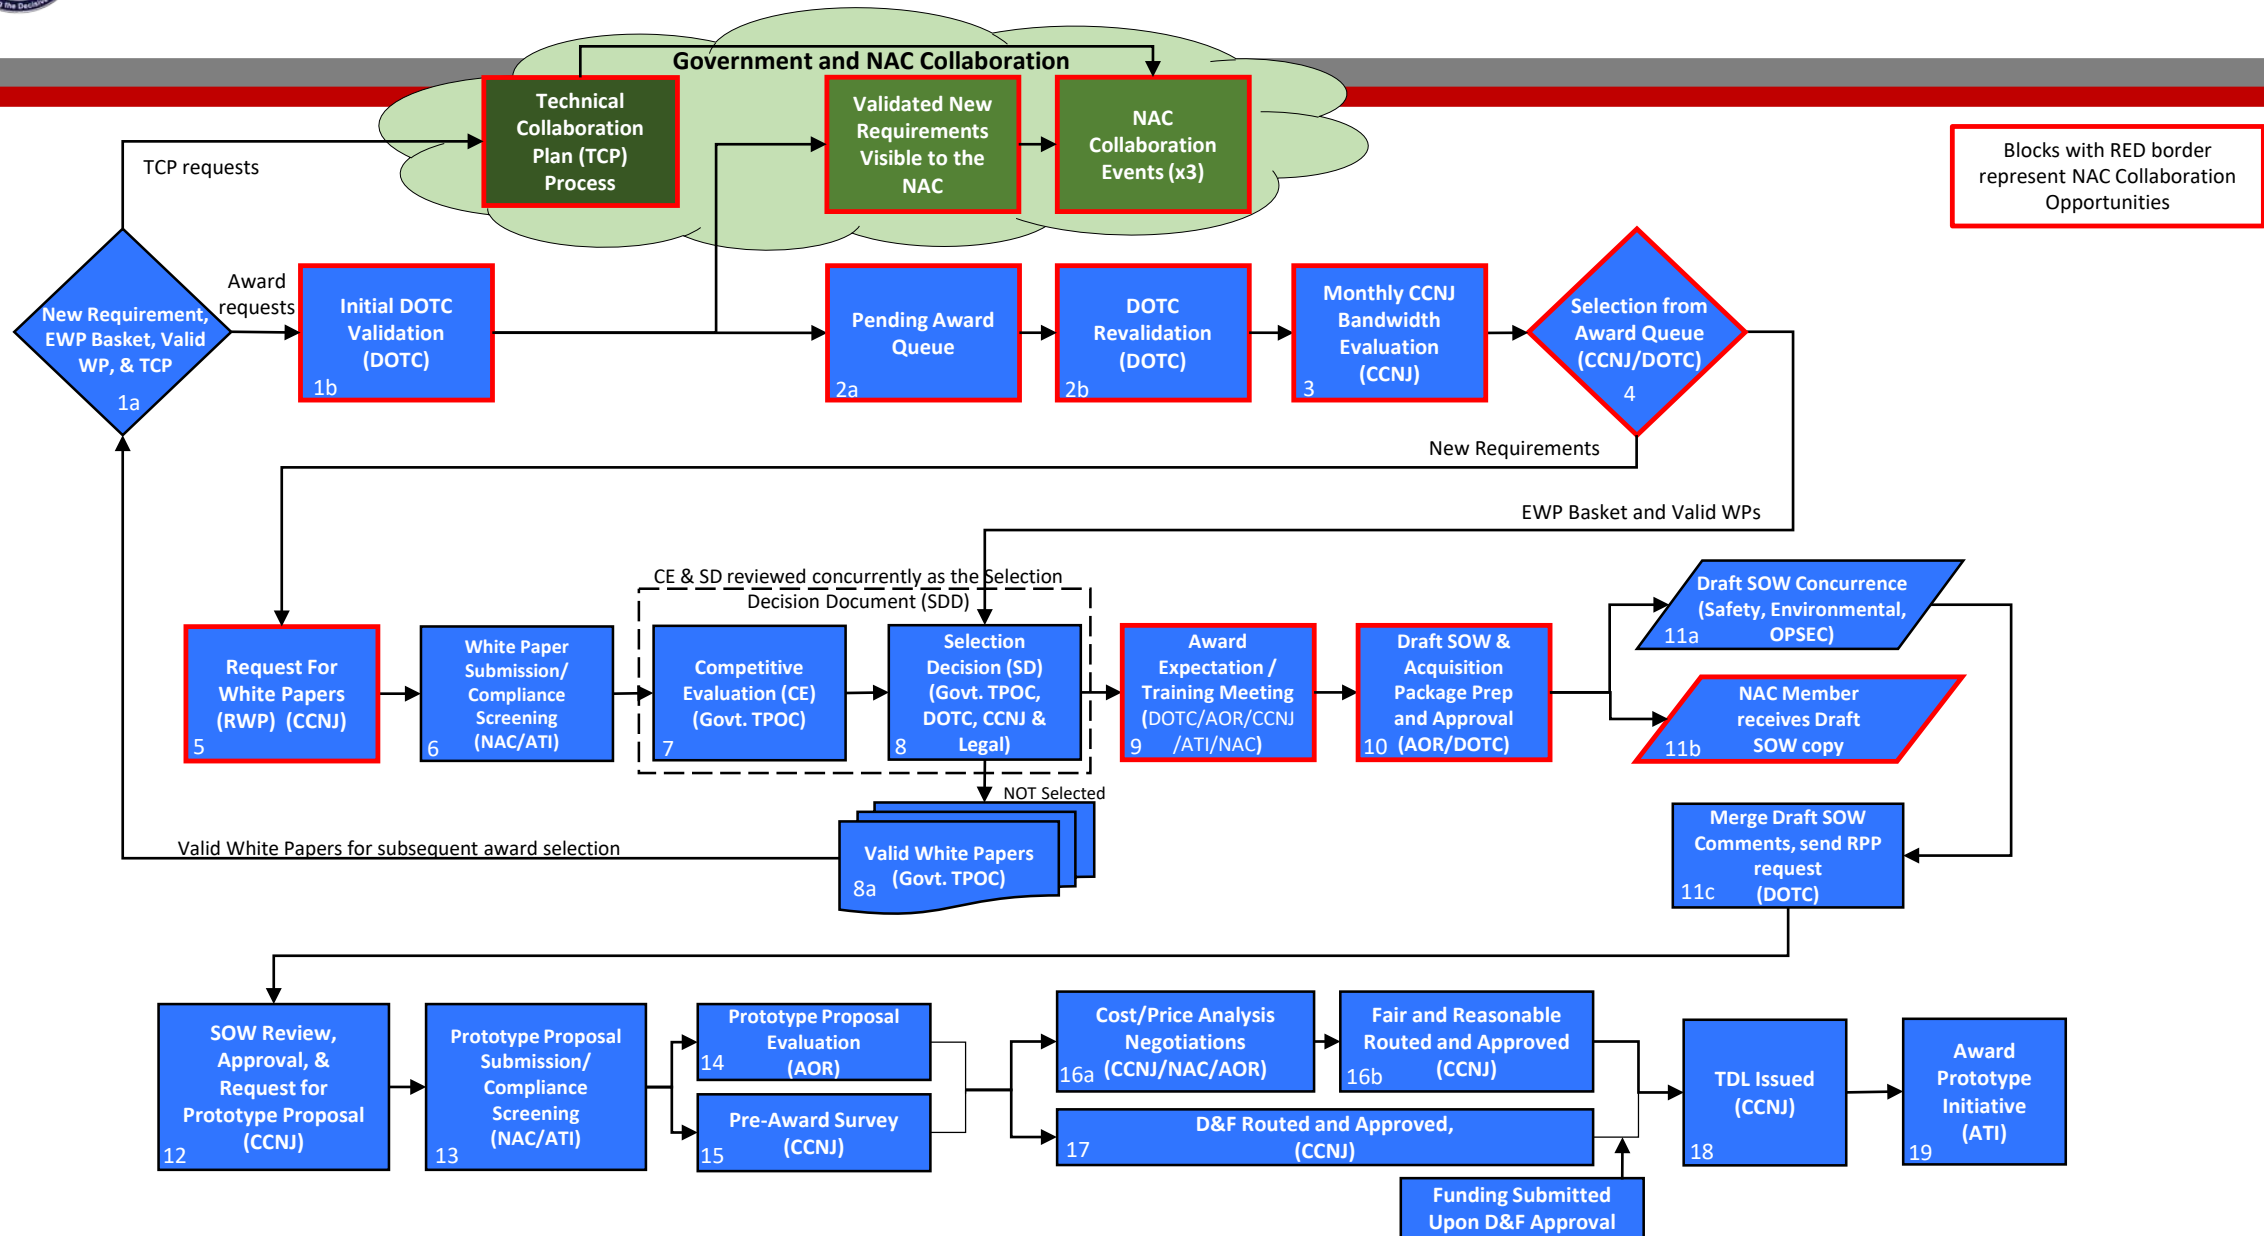 ng the Decisive
Government and NAC Collaboration
Technical
Collaboration
Plan (TCP)
Process
Validated New
Requirements
Visible to the
NAC
NAC
Collaboration
Events (x3)
Blocks with RED border
represent NAC Collaboration
Opportunities
TCP requests
Award
requests
New Requirement,
EWP Basket, Valid
WP, & TCP
1a
Initial DOTC
Validation
(DOTC)
1b
Pending Award
Queue
2a
DOTC
Revalidation
(DOTC)
2b
Monthly CCNJ
Bandwidth
Evaluation
(CCNJ)
3
Selection from
Award Queue
(CCNJ/DOTC)
4
New Requirements
EWP Basket and Valid WPs
CE & SD reviewed concurrently as the Selection
Decision Document (SDD)
Request For
White Papers
(RWP) (CCNJ)
5
White Paper
Submission/
Compliance
Screening
(NAC/ATI)
6
Competitive
Evaluation (CE)
(Govt. TPOC)
7
Selection
Decision (SD)
(Govt. TPOC,
DOTC, CCNJ &
Legal)
8
Award
Expectation /
Training Meeting
(DOTC/AOR/CCNJ
/ATI/NAC)
9
Draft SOW &
Acquisition
Package Prep
and Approval
(AOR/DOTC)
10
Draft SOW Concurrence
(Safety, Environmental,
OPSEC)
11a
NAC Member
receives Draft
SOW copy
11b
NOT Selected
Valid White Papers
(Govt. TPOC)
8a
Valid White Papers for subsequent award selection
Merge Draft SOW
Comments, send RPP
request
(DOTC)
11c
SOW Review,
Approval, &
Request for
Prototype Proposal
(CCNJ)
12
Prototype Proposal
Submission/
Compliance
Screening
(NAC/ATI)
13
Prototype Proposal
Evaluation
(AOR)
14
Pre-Award Survey
(CCNJ)
15
Cost/Price Analysis
Negotiations
(CCNJ/NAC/AOR)
16a
Fair and Reasonable
Routed and Approved
(CCNJ)
16b
D&F Routed and Approved,
(CCNJ)
17
Funding Submitted
Upon D&F Approval
TDL Issued
(CCNJ)
18
Award
Prototype
Initiative
(ATI)
19